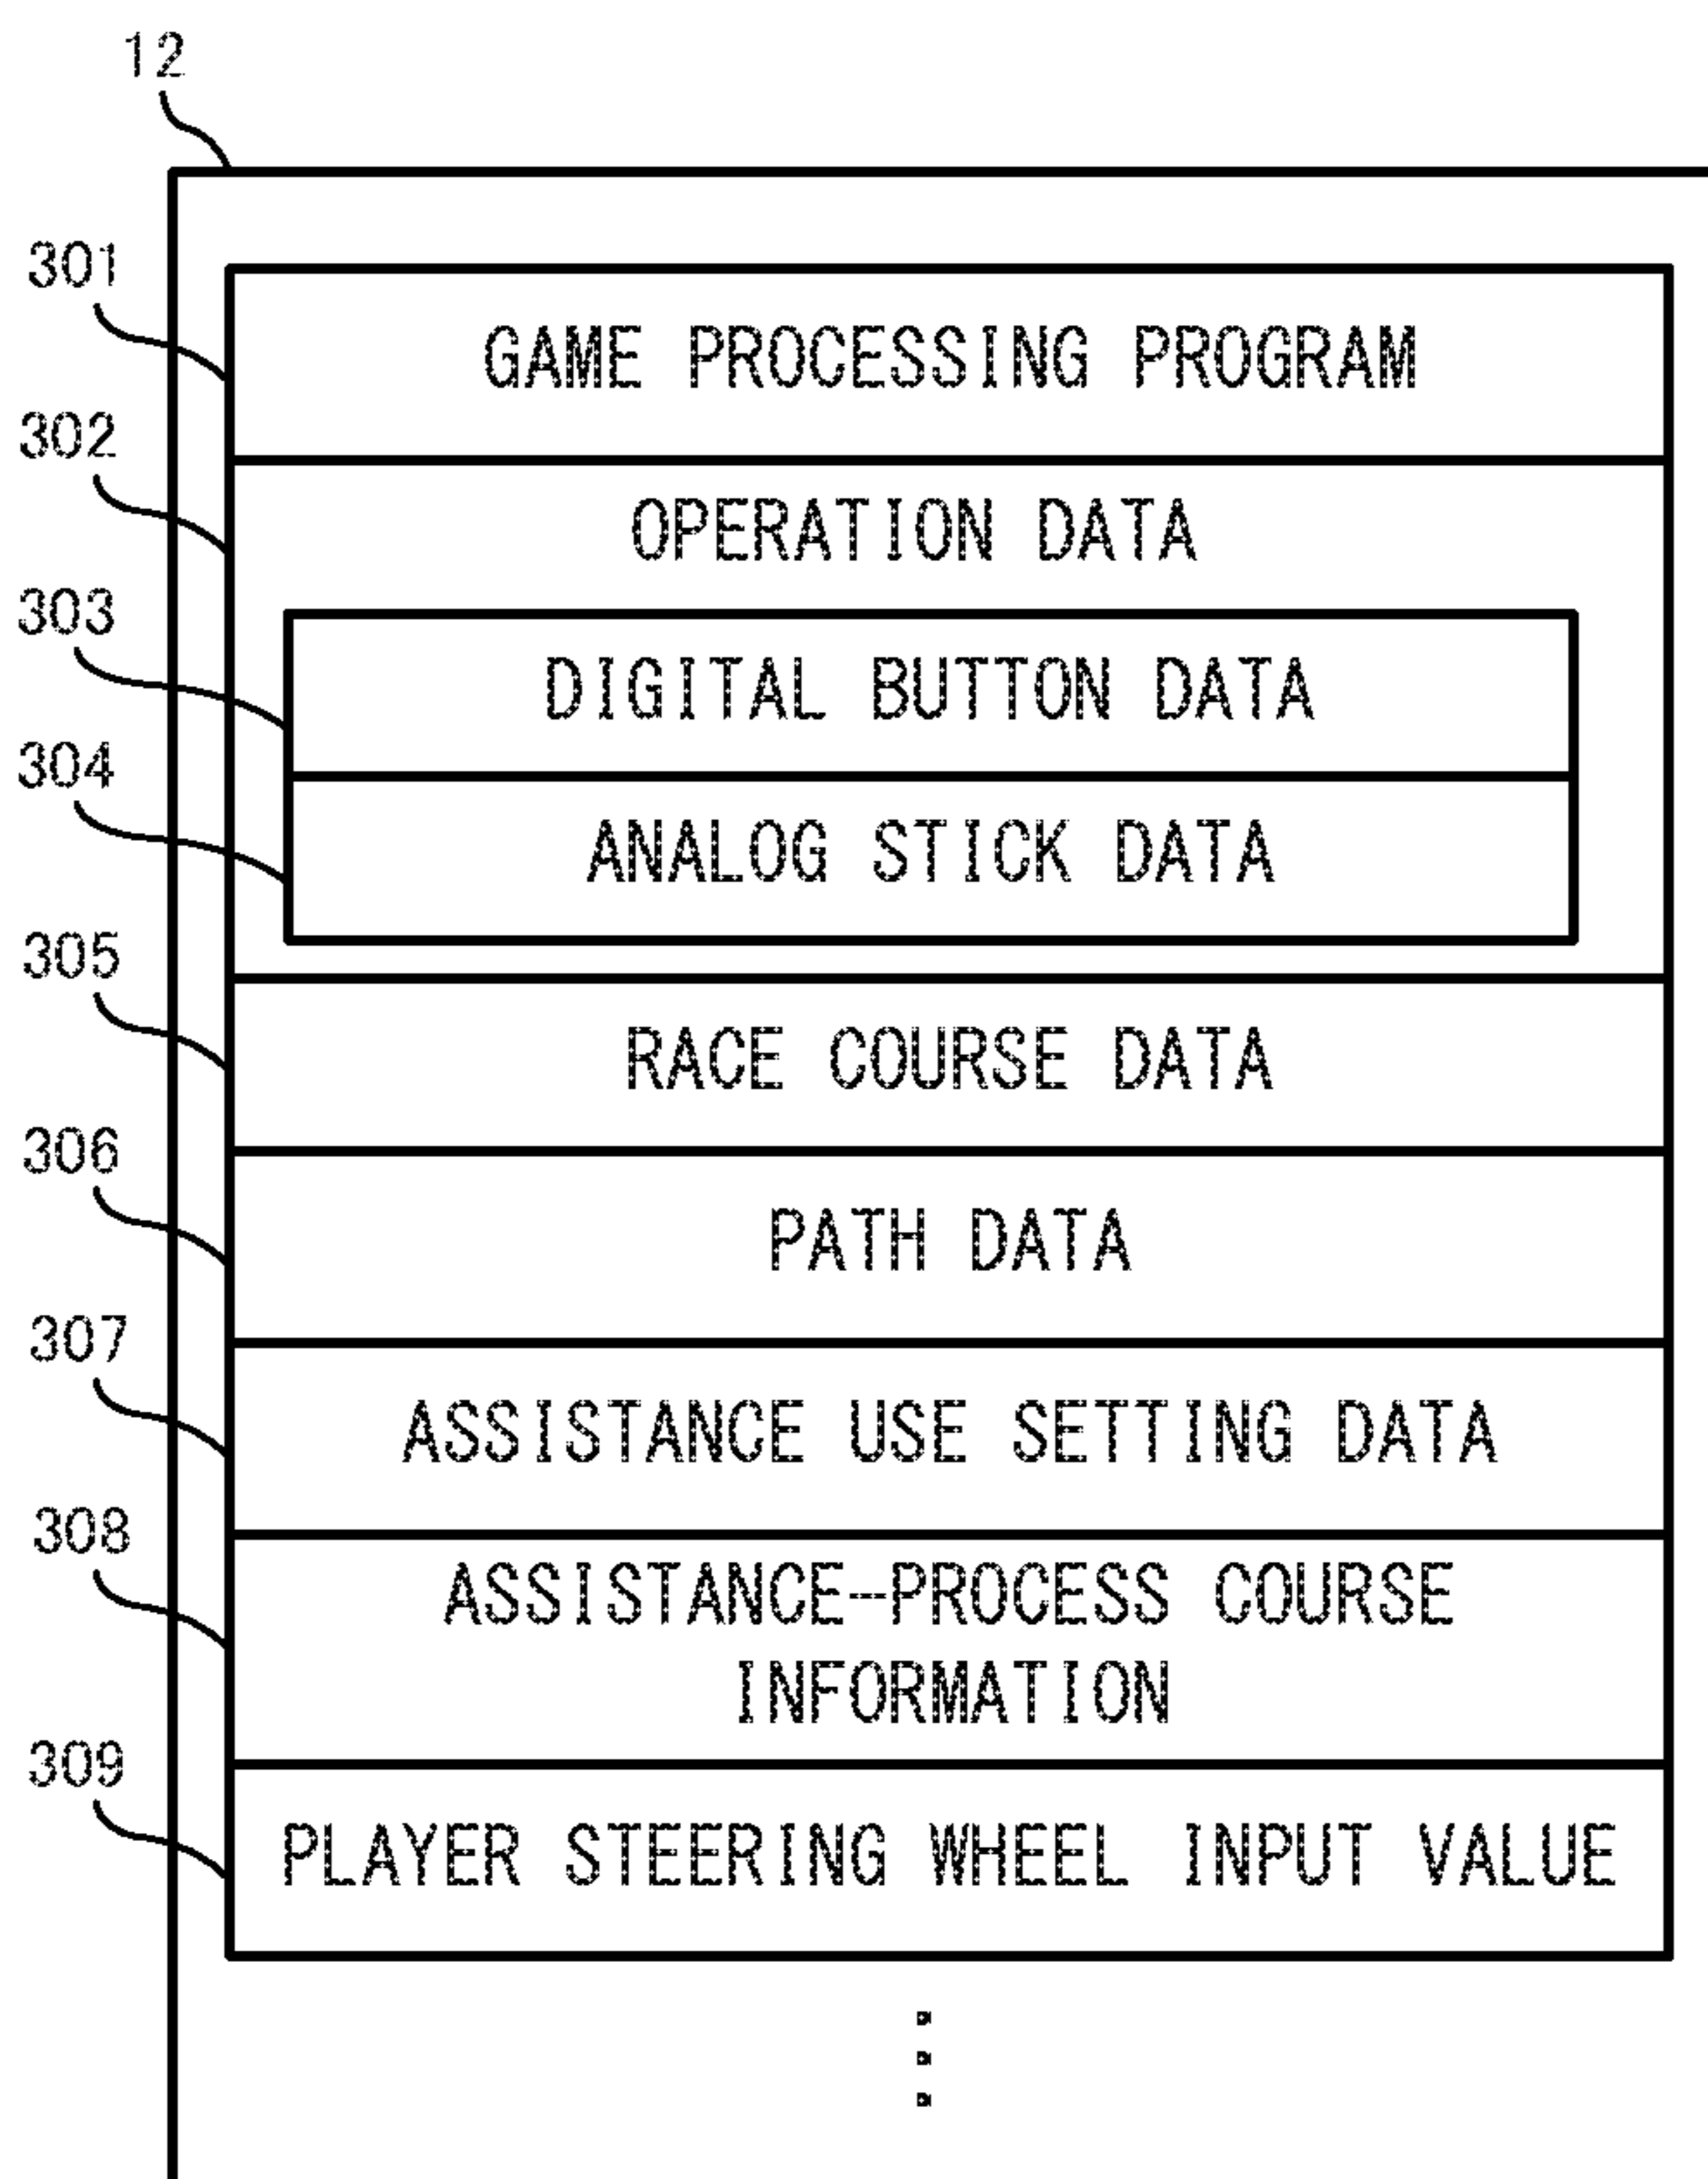 12
301
GAME PROCESSING PROGRAM
302
OPERATION DATA
303
DIGITAL BUTTON DATA
304
ANALOG STICK DATA
305
RACE COURSE DATA
306
PATH DATA
307
ASSISTANCE USE SETTING DATA
308
ASSISTANCE-PROCESS COURSE
INFORMATION
309
PLAYER STEERING WHEEL INPUT VALUE